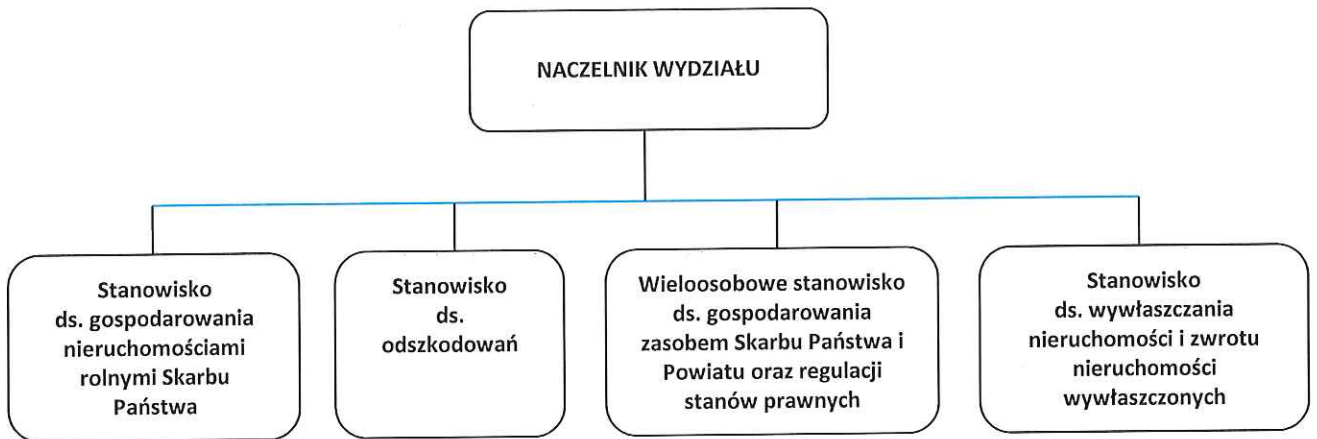 NACZELNIK WYDZIAŁU
Stanowisko
ds. gospodarowania
nieruchomościami
rolnymi Skarbu
Państwa
Stanowisko
ds.
odszkodowań
Wieloosobowe stanowisko
ds. gospodarowania
zasobem Skarbu Państwa i
Powiatu oraz regulacji
stanów prawnych
Stanowisko
ds. wywłaszczania
nieruchomości i zwrotu
nieruchomości
wywłaszczonych